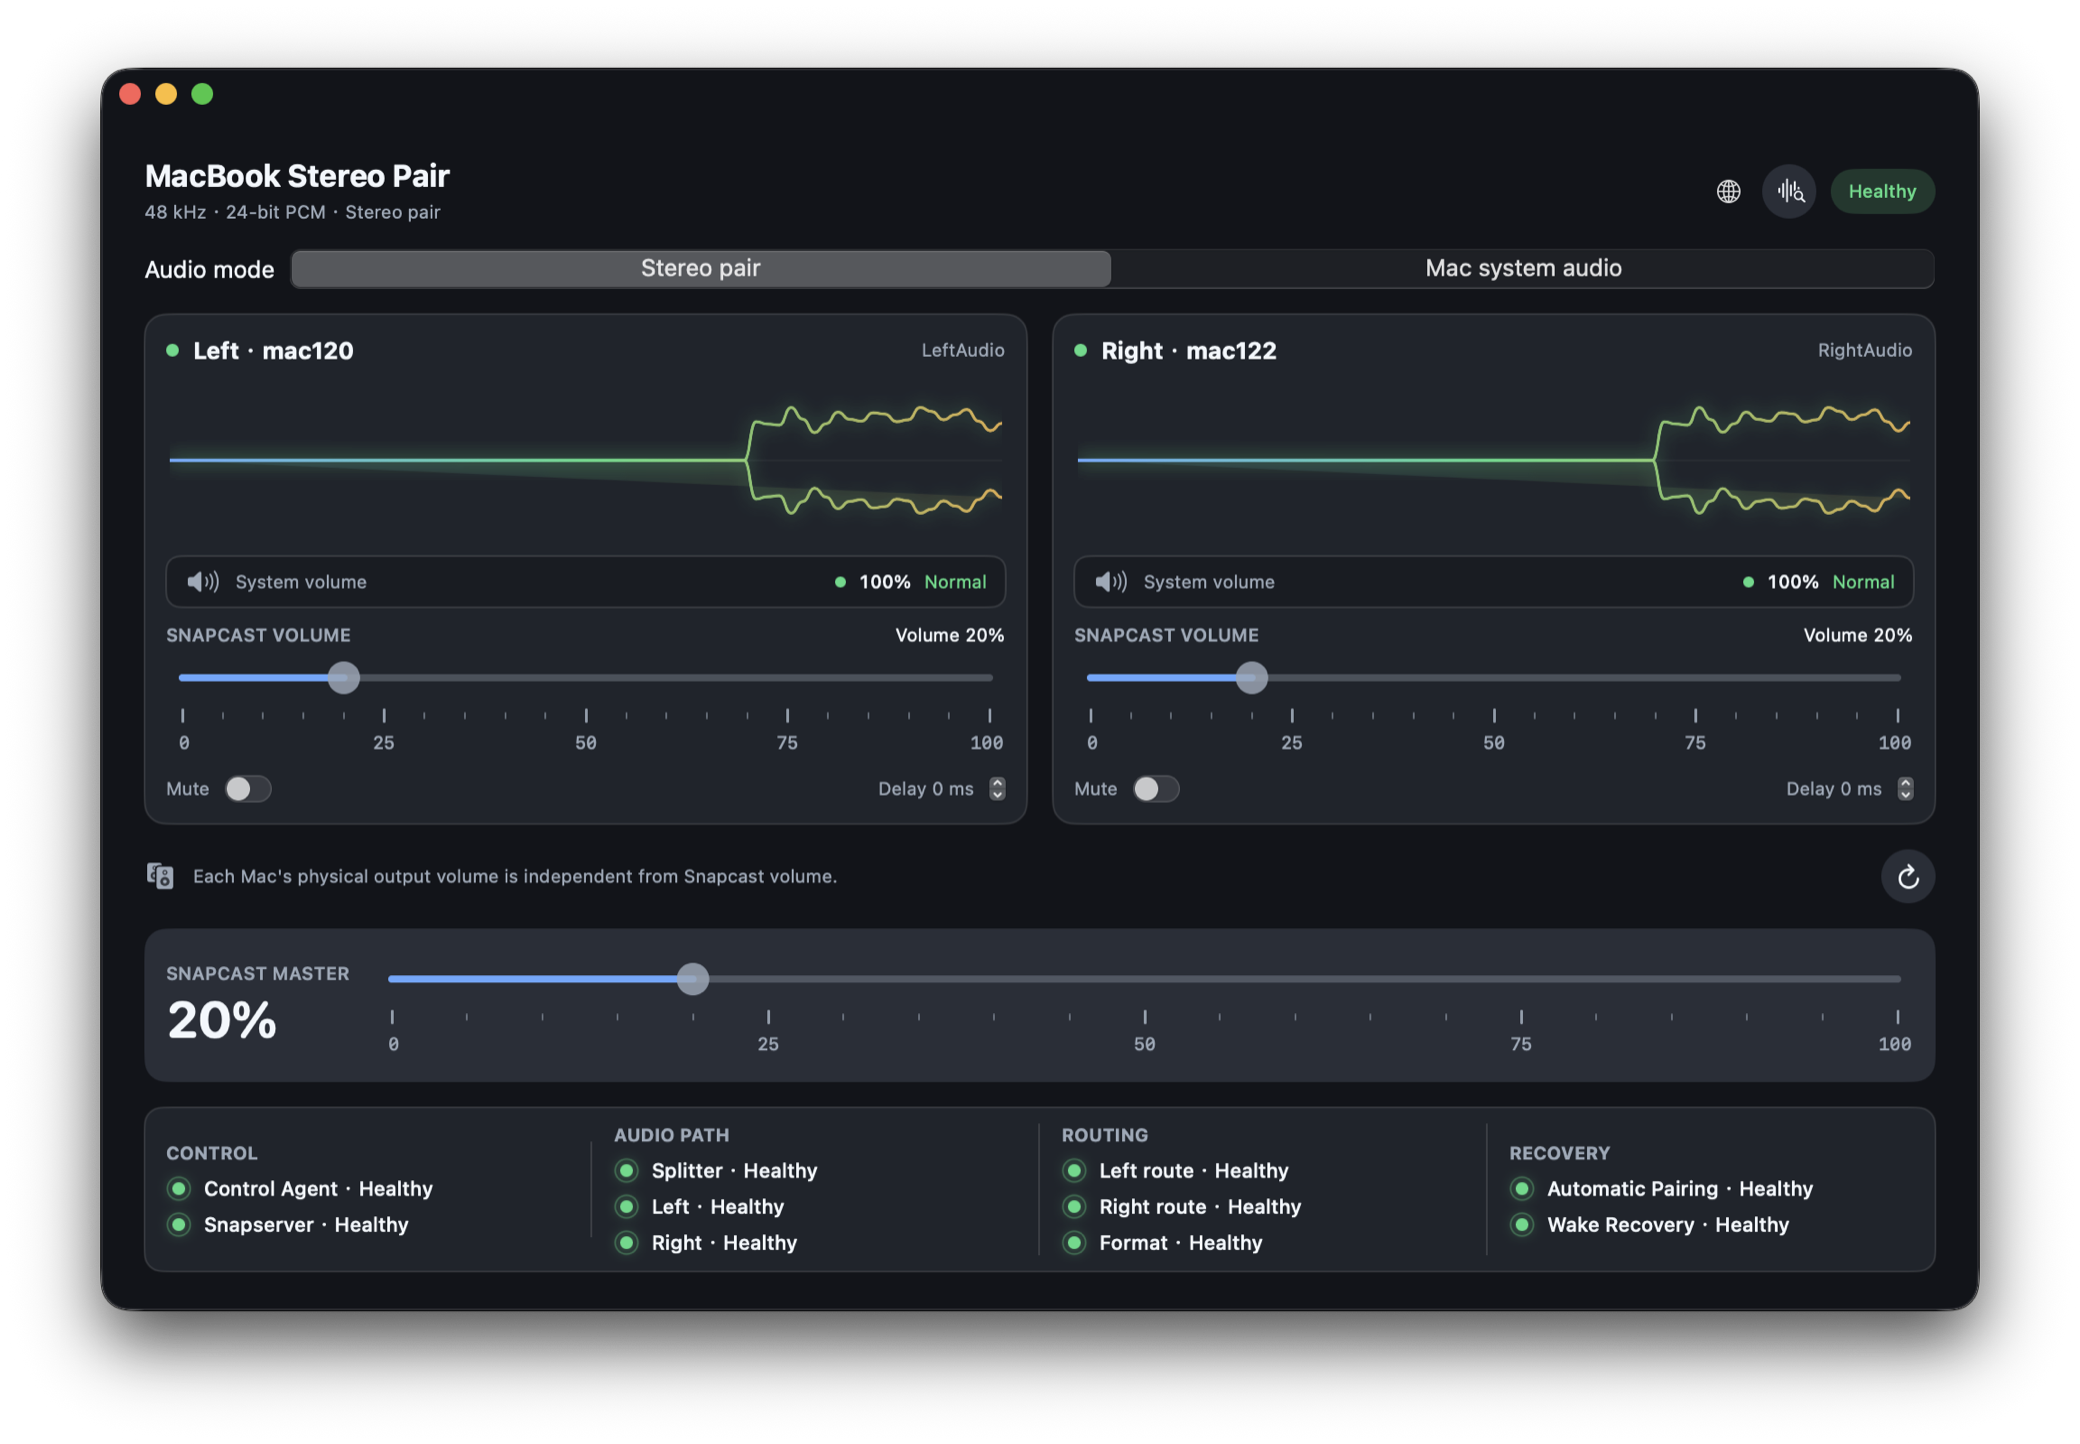 MacBook Stereo Pair
48 kHz · 24-bit PCM · Stereo pair
Healthy
Audio mode
Stereo pair
Mac system audio
Left · mac120
LeftAudio
System volume
100% Normal
SNAPCAST VOLUME
Volume 20%
0 25 50 75 100
Mute
Delay 0 ms
Right · mac122
RightAudio
System volume
100% Normal
SNAPCAST VOLUME
Volume 20%
0 25 50 75 100
Mute
Delay 0 ms
Each Mac's physical output volume is independent from Snapcast volume.
SNAPCAST MASTER
20%
0 25 50 75 100
CONTROL
Control Agent · Healthy
Snapserver · Healthy
AUDIO PATH
Splitter · Healthy
Left · Healthy
Right · Healthy
ROUTING
Left route · Healthy
Right route · Healthy
Format · Healthy
RECOVERY
Automatic Pairing · Healthy
Wake Recovery · Healthy